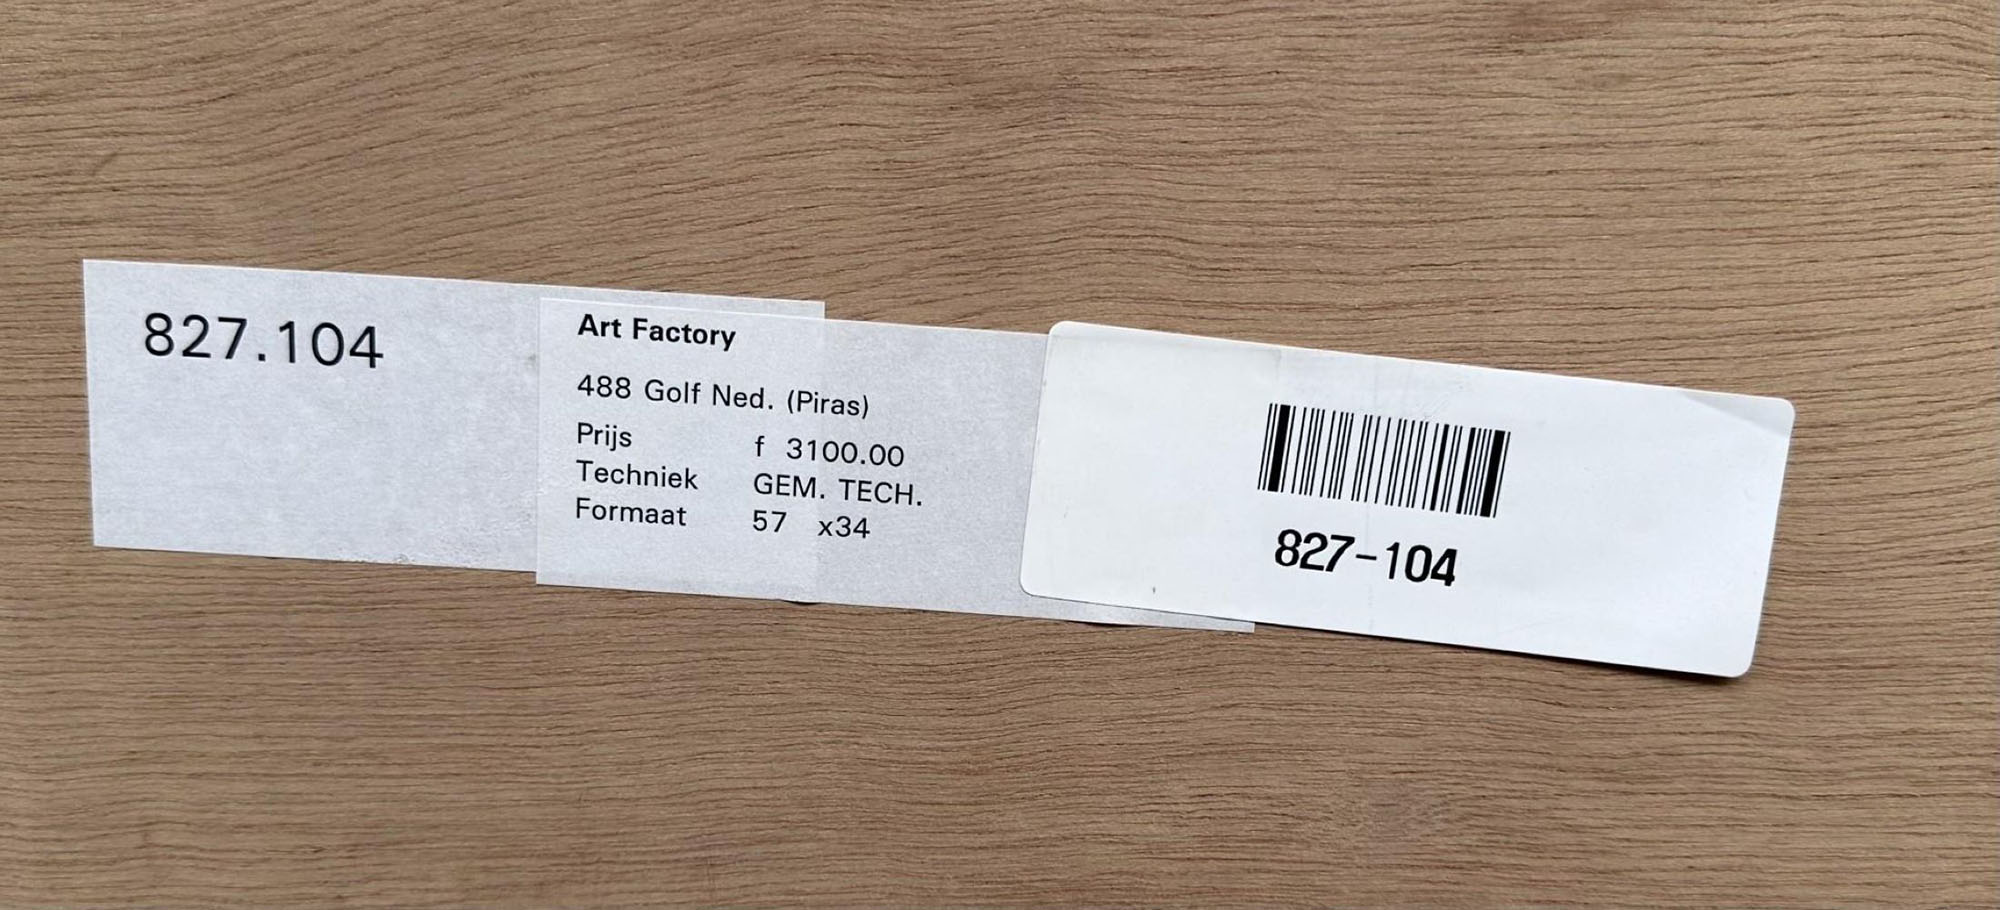 827.104
Art Factory
488 Golf Ned. (Piras)
Prijs f 3100.00
Techniek GEM. TECH.
Formaat 57 x34
827-104